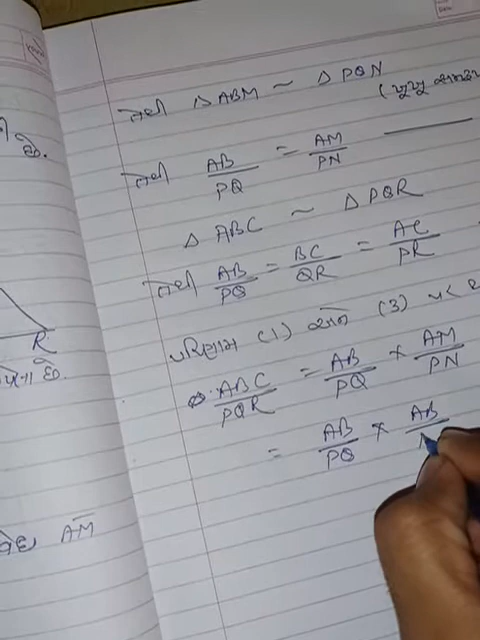 R
AM
તેથી △ ABM ~ △ PQN
(ખૂખૂ
તેથી AB/PQ = AM/PN
△ ABC ~ △ PQR
તેથી AB/PQ = BC/QR = AC/PR
પરિણામ (1) અને (3) પર
ABC/PQR = AB/PQ × AM/PN
= AB/PQ × AB/